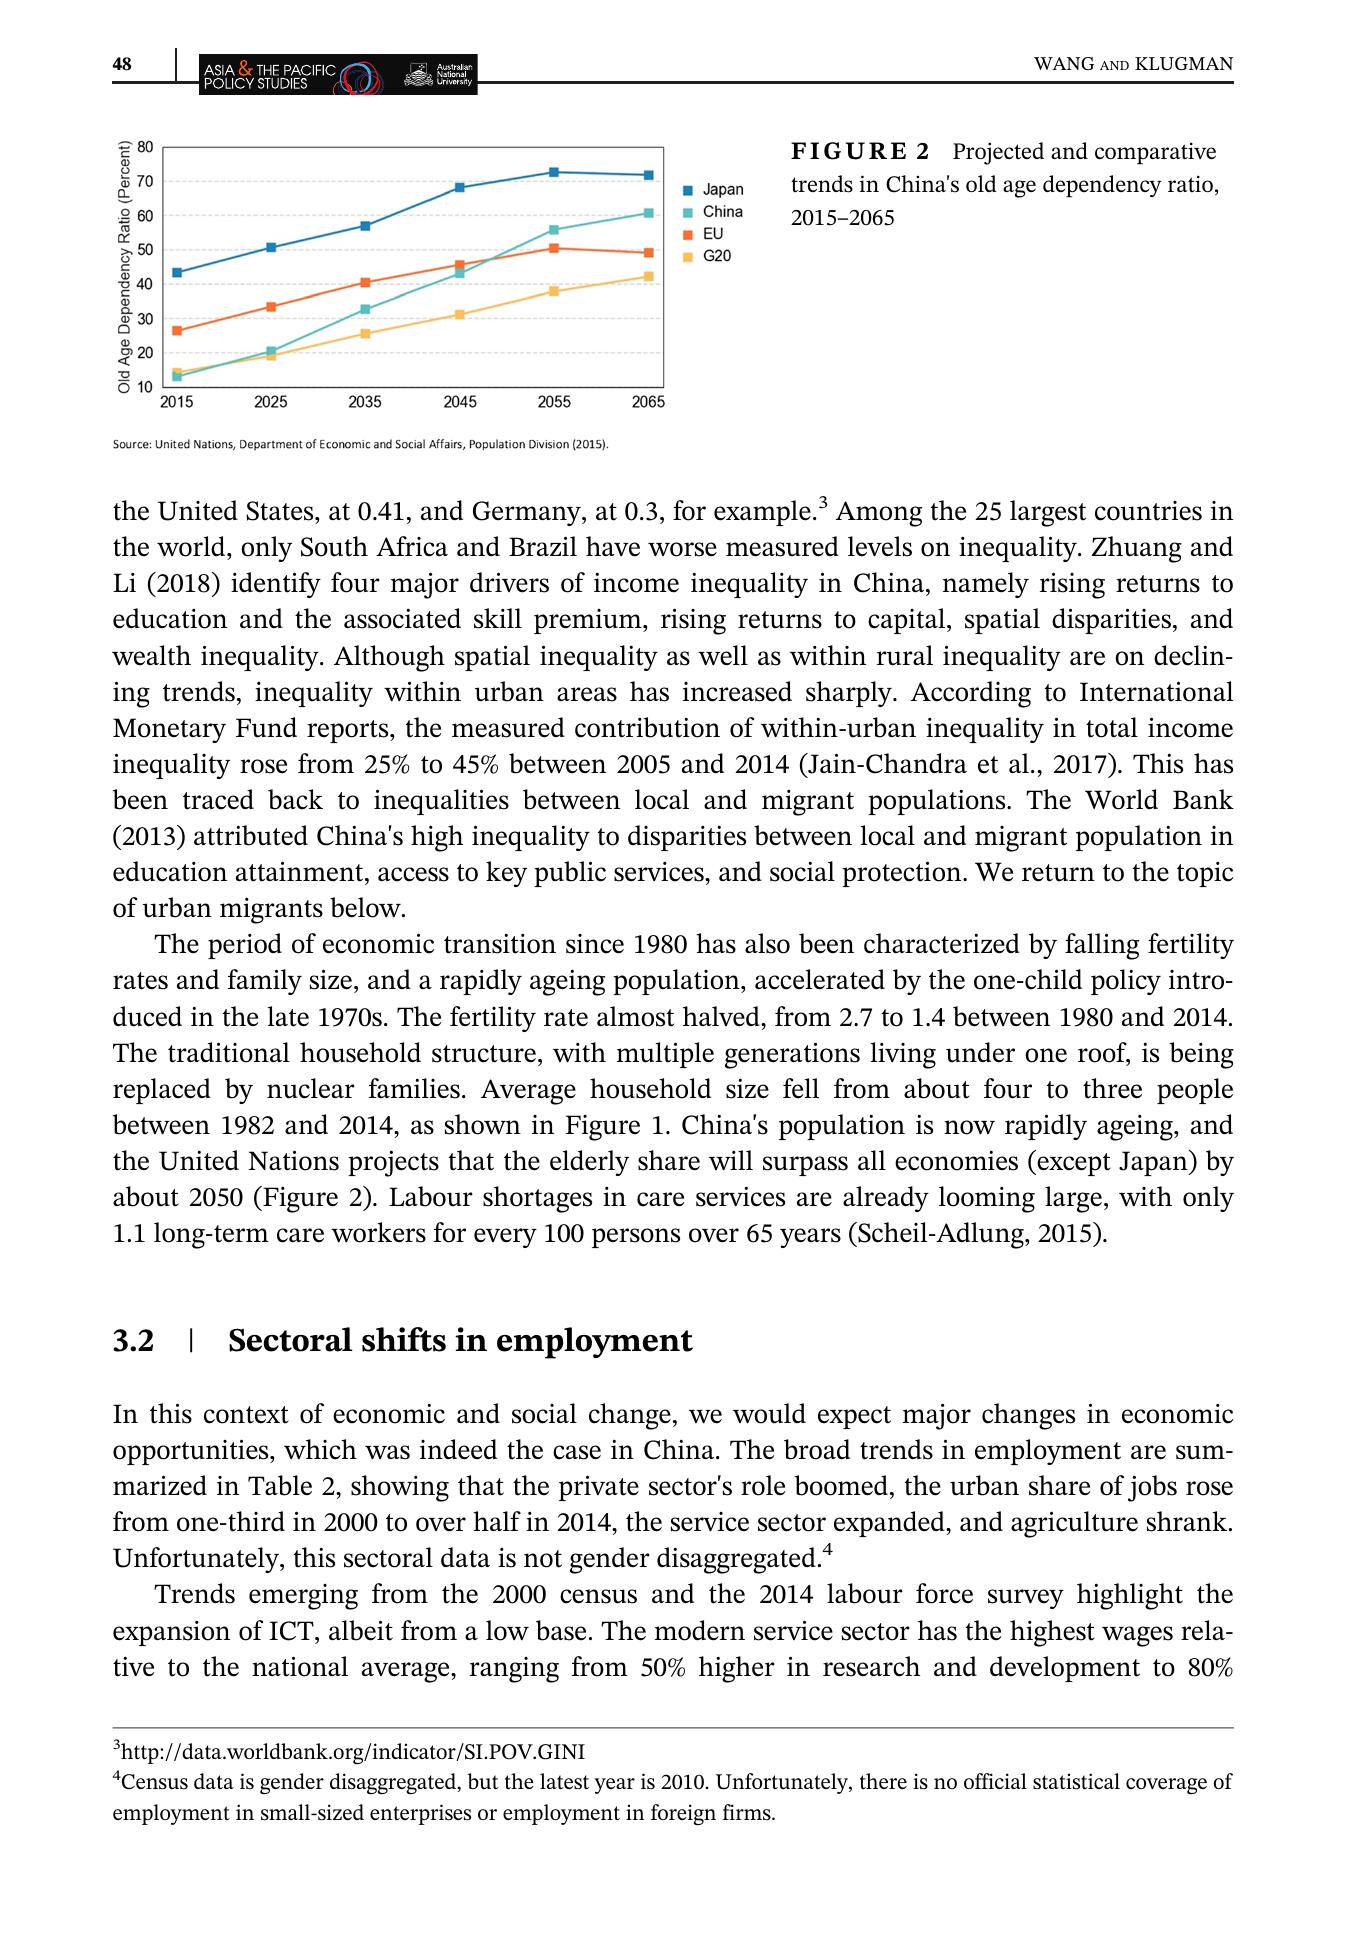 48
ASIA & THE PACIFIC
POLICY STUDIES
Australian
National
University
WANG AND KLUGMAN
Old Age Dependency Ratio (Percent)
80
70
60
50
40
30
20
10
2015 2025 2035 2045 2055 2065
Japan
China
EU
G20
FIGURE 2 Projected and comparative
trends in China's old age dependency ratio,
2015–2065
Source: United Nations, Department of Economic and Social Affairs, Population Division (2015).
the United States, at 0.41, and Germany, at 0.3, for example.3 Among the 25 largest countries in
the world, only South Africa and Brazil have worse measured levels on inequality. Zhuang and
Li (2018) identify four major drivers of income inequality in China, namely rising returns to
education and the associated skill premium, rising returns to capital, spatial disparities, and
wealth inequality. Although spatial inequality as well as within rural inequality are on declin-
ing trends, inequality within urban areas has increased sharply. According to International
Monetary Fund reports, the measured contribution of within-urban inequality in total income
inequality rose from 25% to 45% between 2005 and 2014 (Jain-Chandra et al., 2017). This has
been traced back to inequalities between local and migrant populations. The World Bank
(2013) attributed China's high inequality to disparities between local and migrant population in
education attainment, access to key public services, and social protection. We return to the topic
of urban migrants below.
The period of economic transition since 1980 has also been characterized by falling fertility
rates and family size, and a rapidly ageing population, accelerated by the one-child policy intro-
duced in the late 1970s. The fertility rate almost halved, from 2.7 to 1.4 between 1980 and 2014.
The traditional household structure, with multiple generations living under one roof, is being
replaced by nuclear families. Average household size fell from about four to three people
between 1982 and 2014, as shown in Figure 1. China's population is now rapidly ageing, and
the United Nations projects that the elderly share will surpass all economies (except Japan) by
about 2050 (Figure 2). Labour shortages in care services are already looming large, with only
1.1 long-term care workers for every 100 persons over 65 years (Scheil-Adlung, 2015).
3.2 | Sectoral shifts in employment
In this context of economic and social change, we would expect major changes in economic
opportunities, which was indeed the case in China. The broad trends in employment are sum-
marized in Table 2, showing that the private sector's role boomed, the urban share of jobs rose
from one-third in 2000 to over half in 2014, the service sector expanded, and agriculture shrank.
Unfortunately, this sectoral data is not gender disaggregated.4
Trends emerging from the 2000 census and the 2014 labour force survey highlight the
expansion of ICT, albeit from a low base. The modern service sector has the highest wages rela-
tive to the national average, ranging from 50% higher in research and development to 80%
3http://data.worldbank.org/indicator/SI.POV.GINI
4Census data is gender disaggregated, but the latest year is 2010. Unfortunately, there is no official statistical coverage of
employment in small-sized enterprises or employment in foreign firms.